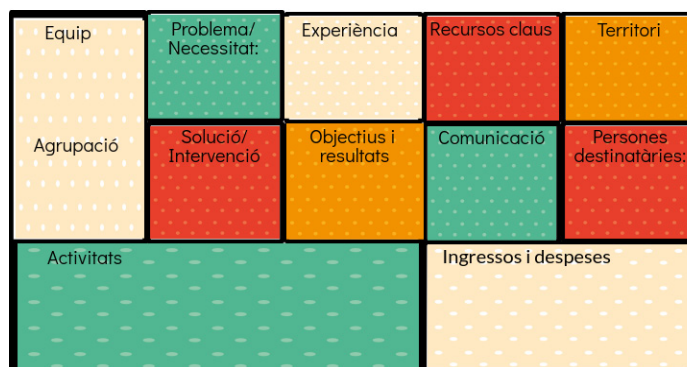 Equip
Problema/
Necessitat:
Experiència
Recursos claus
Territori
Agrupació
Solució/
Intervenció
Objectius i
resultats
Comunicació
Persones
destinatàries:
Activitats
Ingressos i despeses